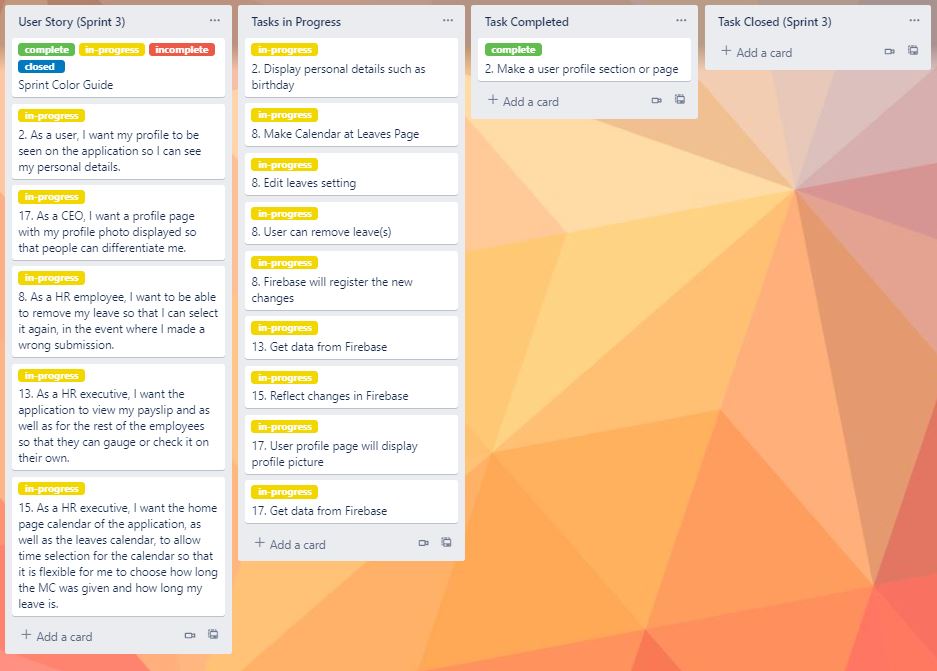 User Story (Sprint 3)
complete in-progress incomplete
closed
Sprint Color Guide
in-progress
2. As a user, I want my profile to be
seen on the application so I can see
my personal details.
in-progress
17. As a CEO, I want a profile page
with my profile photo displayed so
that people can differentiate me.
in-progress
8. As a HR employee, I want to be able
to remove my leave so that I can select
it again, in the event where I made a
wrong submission.
in-progress
13. As a HR executive, I want the
application to view my payslip and as
well as for the rest of the employees
so that they can gauge or check it on
their own.
in-progress
15. As a HR executive, I want the home
page calendar of the application, as
well as the leaves calendar, to allow
time selection for the calendar so that
it is flexible for me to choose how long
the MC was given and how long my
leave is.
+ Add a card
Tasks in Progress
in-progress
2. Display personal details such as
birthday
in-progress
8. Make Calendar at Leaves Page
in-progress
8. Edit leaves setting
in-progress
8. User can remove leave(s)
in-progress
8. Firebase will register the new
changes
in-progress
13. Get data from Firebase
in-progress
15. Reflect changes in Firebase
in-progress
17. User profile page will display
profile picture
in-progress
17. Get data from Firebase
+ Add a card
Task Completed
complete
2. Make a user profile section or page
+ Add a card
Task Closed (Sprint 3)
+ Add a card